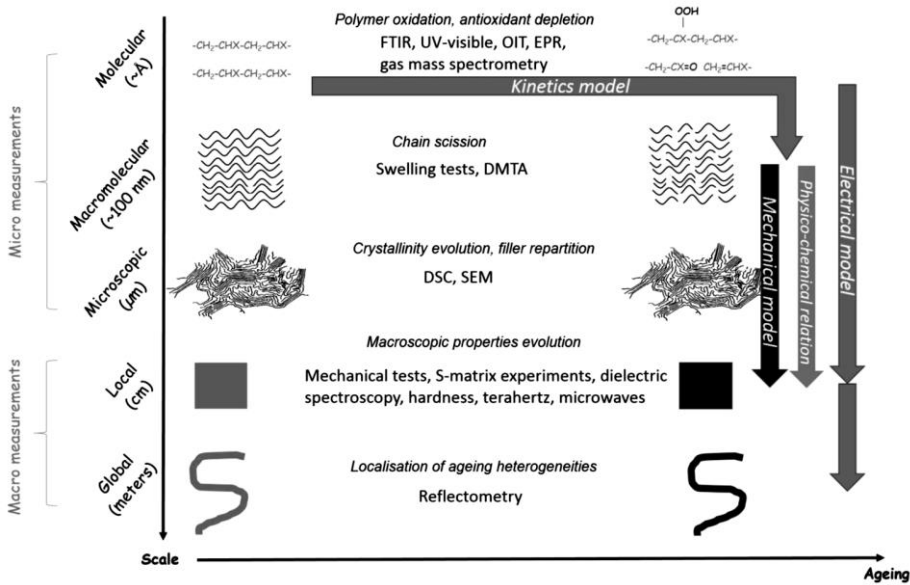 Polymer oxidation, antioxidant depletion
FTIR, UV-visible, OIT, EPR,
gas mass spectrometry
-CH₂-CHX-CH₂-CHX-
-CH₂-CHX-CH₂-CHX-
OOH
-CH₂-CX-CH₂-CHX-
-CH₂-CX=O CH₂=CHX-
Kinetics model
Molecular
(~A)
Chain scission
Swelling tests, DMTA
Macromolecular
(~100 nm)
Micro measurements
Crystallinity evolution, filler repartition
DSC, SEM
Microscopic
(µm)
Mechanical model
Physico-chemical relation
Electrical model
Macroscopic properties evolution
Mechanical tests, S-matrix experiments, dielectric
spectroscopy, hardness, terahertz, microwaves
Local
(cm)
Macro measurements
Localisation of ageing heterogeneities
Reflectometry
Global
(meters)
Scale
Ageing